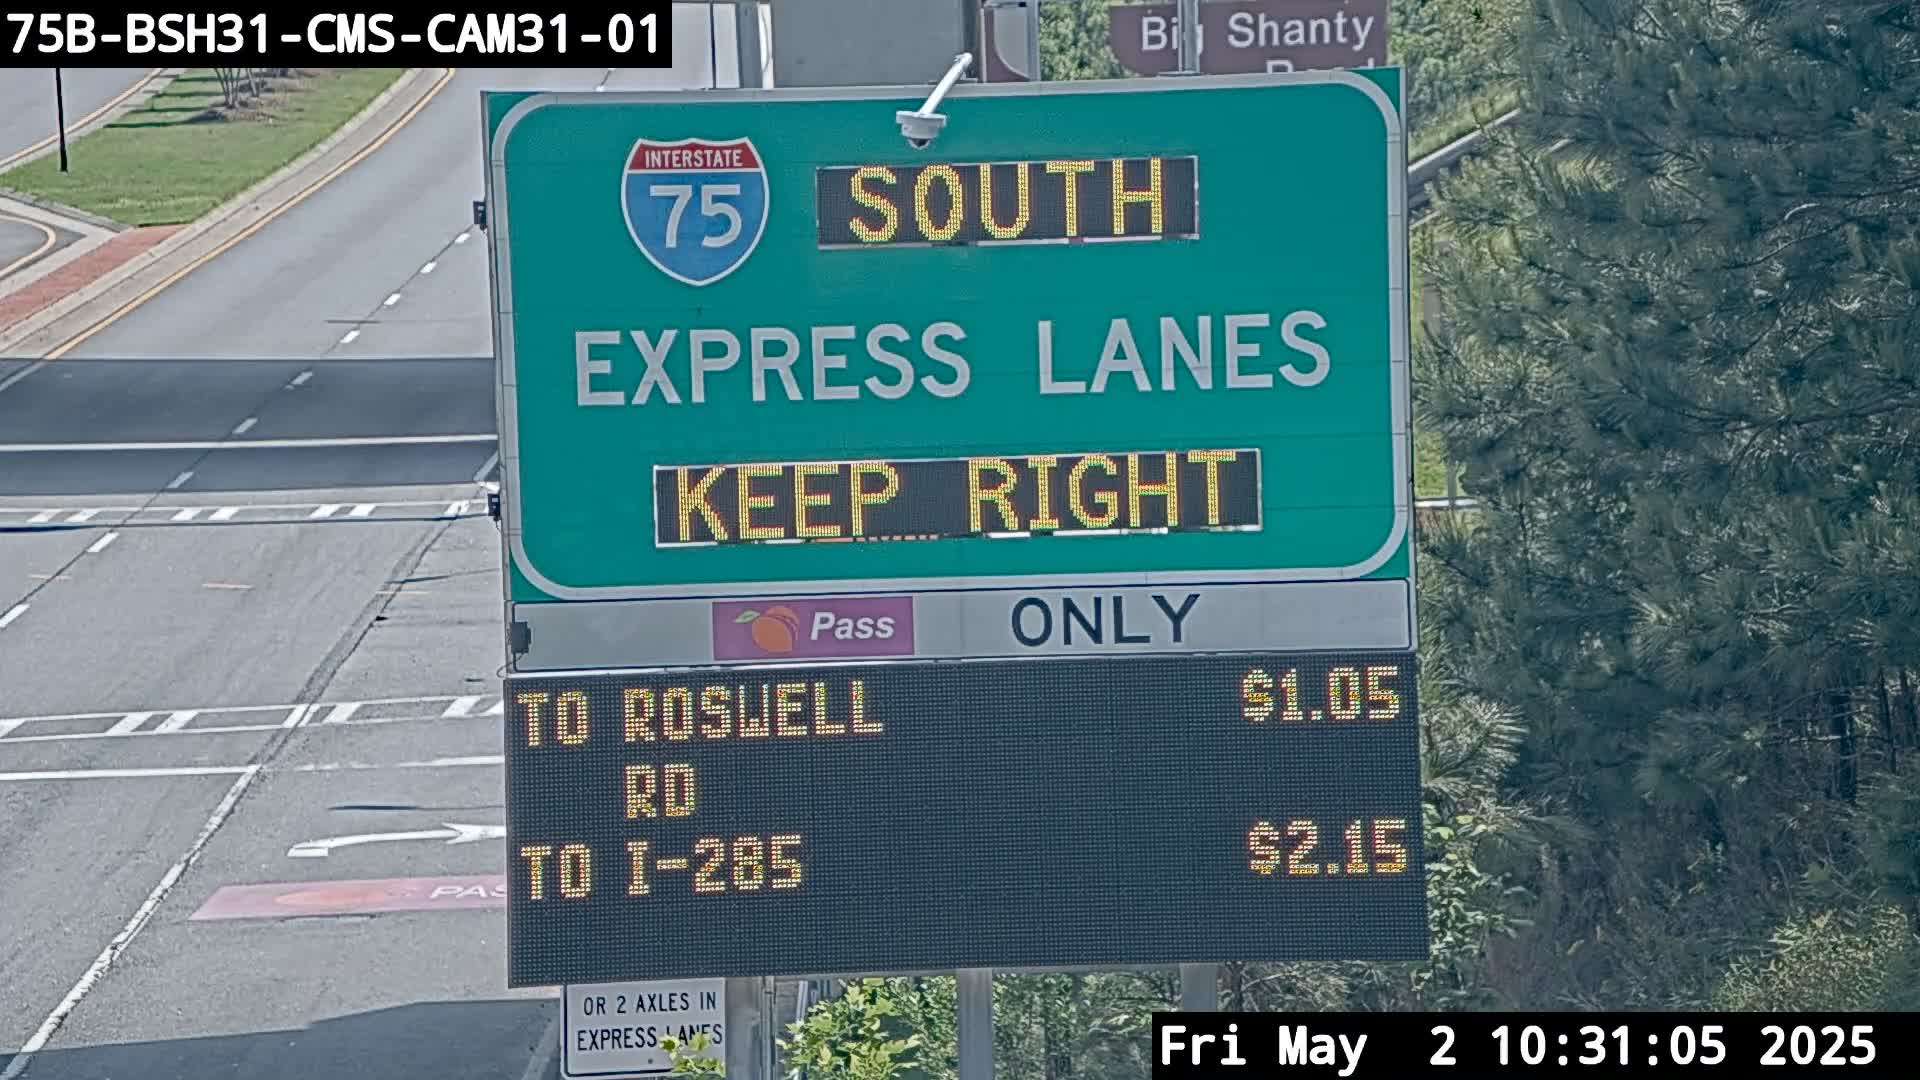 75B-BSH31-CMS-CAM31-01
Big Shanty
Road
INTERSTATE
75
SOUTH
EXPRESS LANES
KEEP RIGHT
Pass ONLY
TO ROSWELL $1.05
RD
TO I-285 $2.15
PAS
OR 2 AXLES IN
EXPRESS LANES
Fri May 2 10:31:05 2025